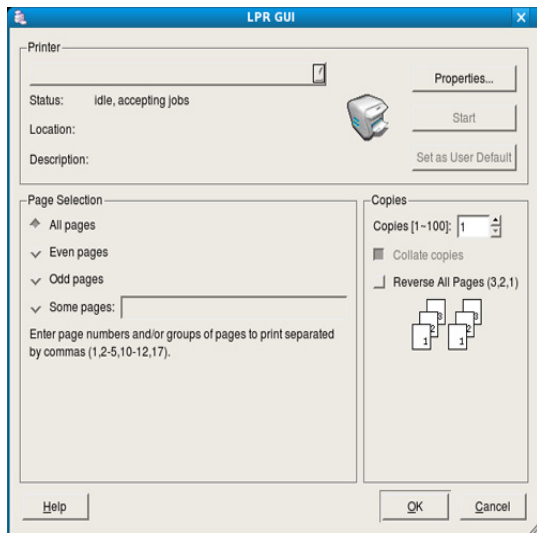 LPR GUI
Printer
Properties...
Status: idle, accepting jobs
Start
Location:
Description:
Set as User Default
Page Selection
All pages
Even pages
Odd pages
Some pages:
Enter page numbers and/or groups of pages to print separated
by commas (1,2-5,10-12,17).
Copies
Copies [1~100]: 1
Collate copies
Reverse All Pages (3,2,1)
3 3
2 2
1 1
Help
OK
Cancel